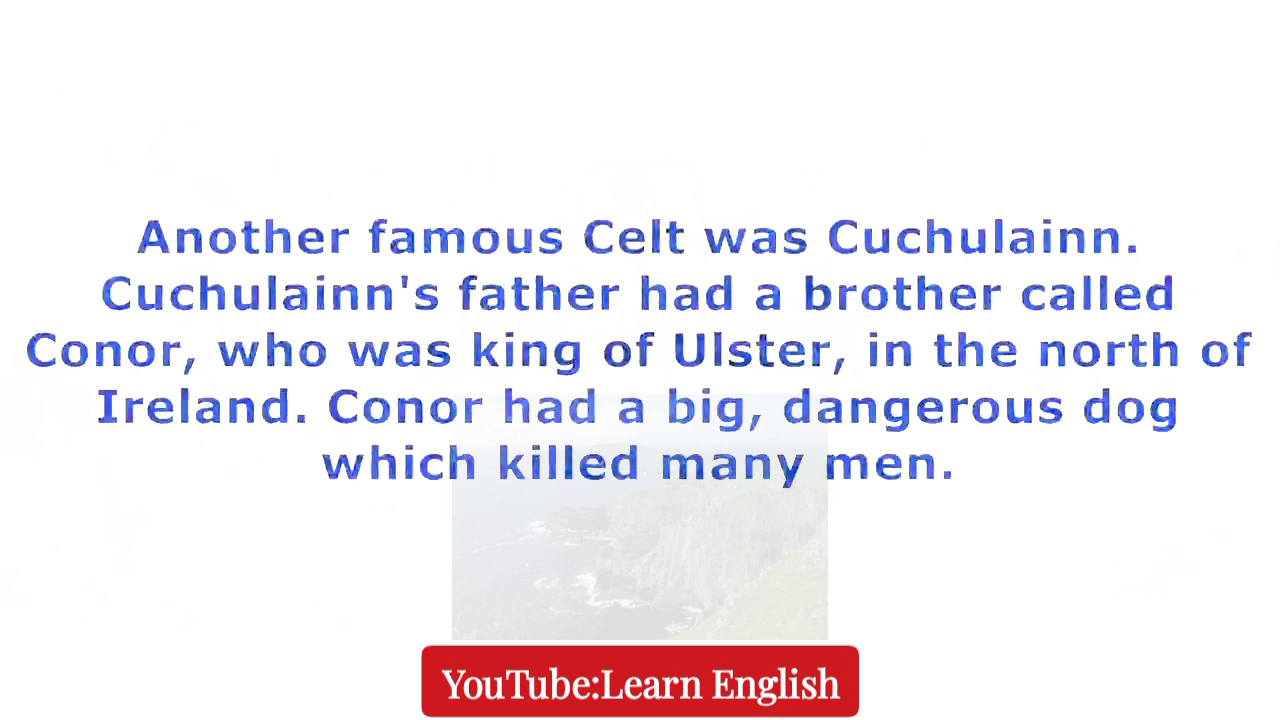 Another famous Celt was Cuchulainn.
Cuchulainn's father had a brother called
Conor, who was king of Ulster, in the north of
Ireland. Conor had a big, dangerous dog
which killed many men.
YouTube:Learn English